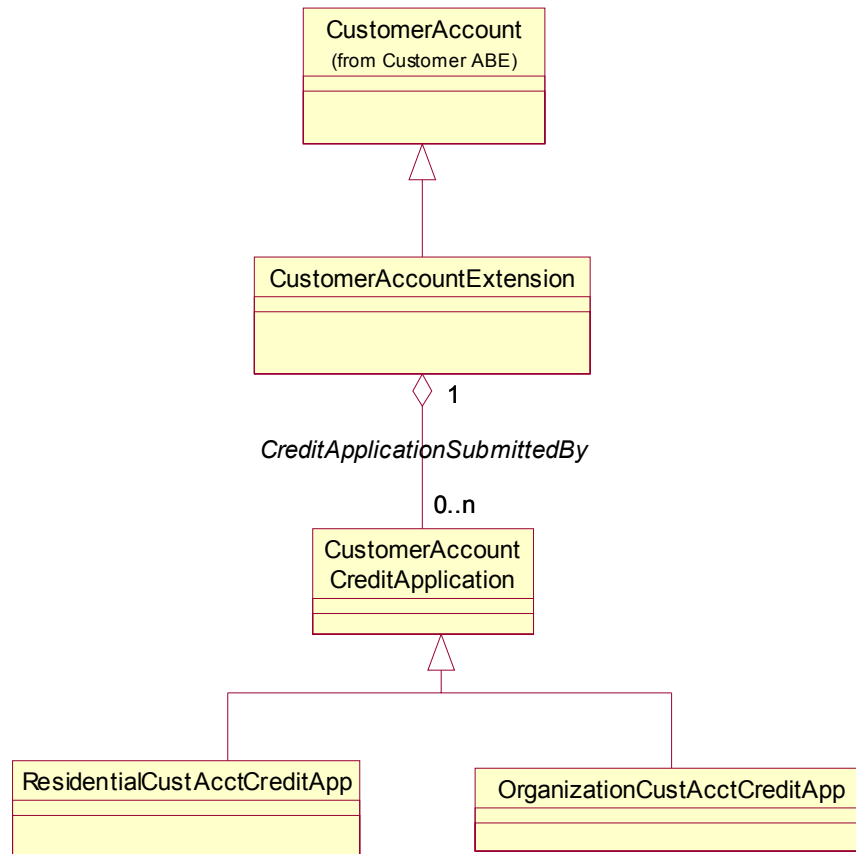 CustomerAccount
(from Customer ABE)
CustomerAccountExtension
1
CreditApplicationSubmittedBy
0..n
CustomerAccount
CreditApplication
ResidentialCustAcctCreditApp
OrganizationCustAcctCreditApp